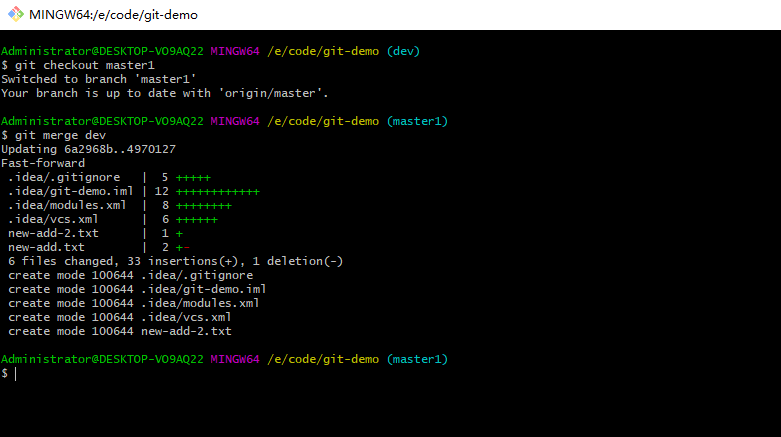 MINGW64:/e/code/git-demo
Administrator@DESKTOP-VO9AQ22 MINGW64 /e/code/git-demo (dev)
$ git checkout master1
Switched to branch 'master1'
Your branch is up to date with 'origin/master'.
Administrator@DESKTOP-VO9AQ22 MINGW64 /e/code/git-demo (master1)
$ git merge dev
Updating 6a2968b..4970127
Fast-forward
 .idea/.gitignore   |  5 +++++
 .idea/git-demo.iml | 12 ++++++++++++
 .idea/modules.xml  |  8 ++++++++
 .idea/vcs.xml      |  6 ++++++
 new-add-2.txt      |  1 +
 new-add.txt        |  2 +-
 6 files changed, 33 insertions(+), 1 deletion(-)
 create mode 100644 .idea/.gitignore
 create mode 100644 .idea/git-demo.iml
 create mode 100644 .idea/modules.xml
 create mode 100644 .idea/vcs.xml
 create mode 100644 new-add-2.txt
Administrator@DESKTOP-VO9AQ22 MINGW64 /e/code/git-demo (master1)
$